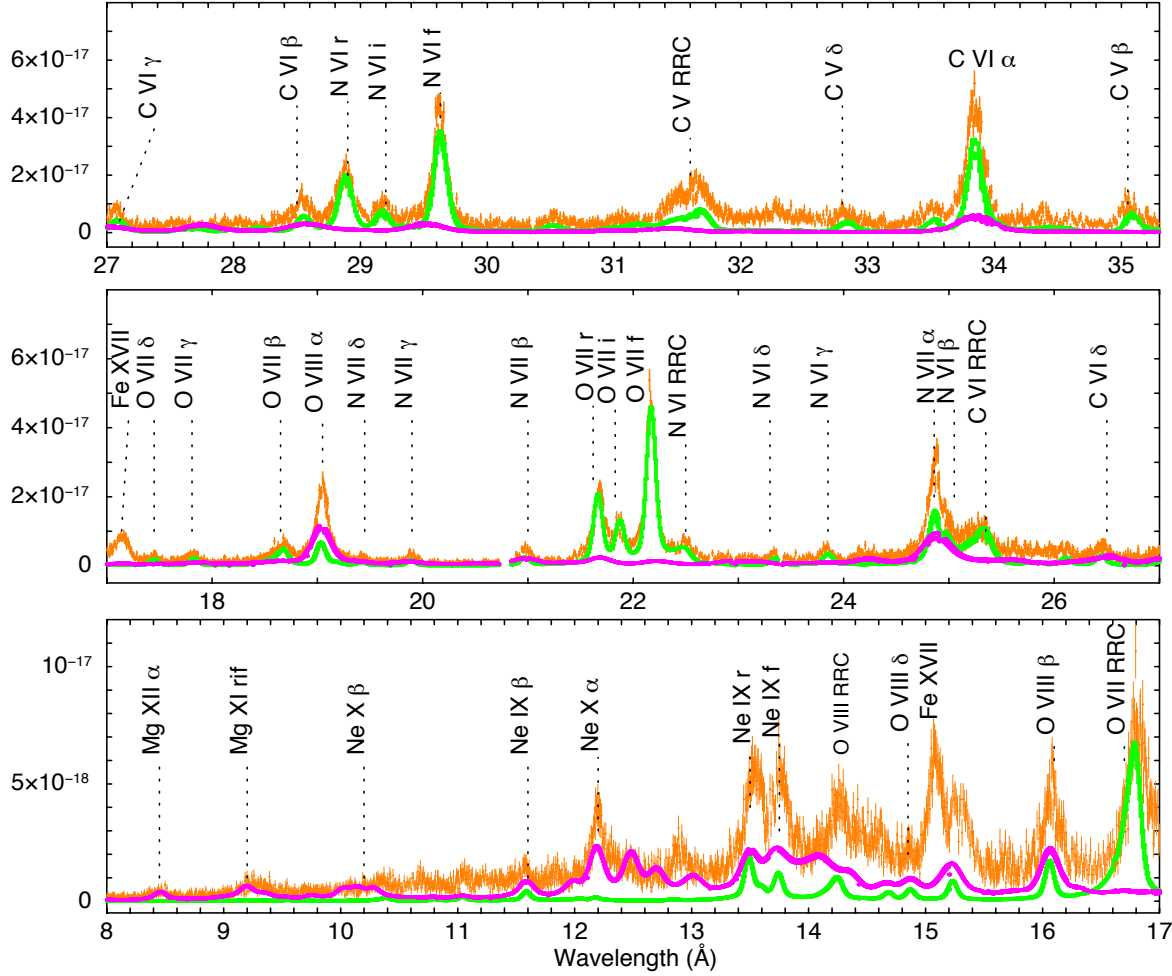 6×10⁻¹⁷
4×10⁻¹⁷
2×10⁻¹⁷
0
C VI γ
C VI β
N VI r
N VI i
N VI f
C V RRC
C V δ
C VI α
C V β
27 28 29 30 31 32 33 34 35
6×10⁻¹⁷
4×10⁻¹⁷
2×10⁻¹⁷
0
Fe XVII
O VII δ
O VII γ
O VII β
O VIII α
N VII δ
N VII γ
N VII β
O VII r
O VII i
O VII f
N VI RRC
N VI δ
N VI γ
N VII α
N VI β
C VI RRC
C VI δ
18 20 22 24 26
10⁻¹⁷
5×10⁻¹⁸
0
Mg XII α
Mg XI rif
Ne X β
Ne IX β
Ne X α
Ne IX r
Ne IX f
O VIII RRC
O VIII δ
Fe XVII
O VIII β
O VII RRC
8 9 10 11 12 13 14 15 16 17
Wavelength (Å)